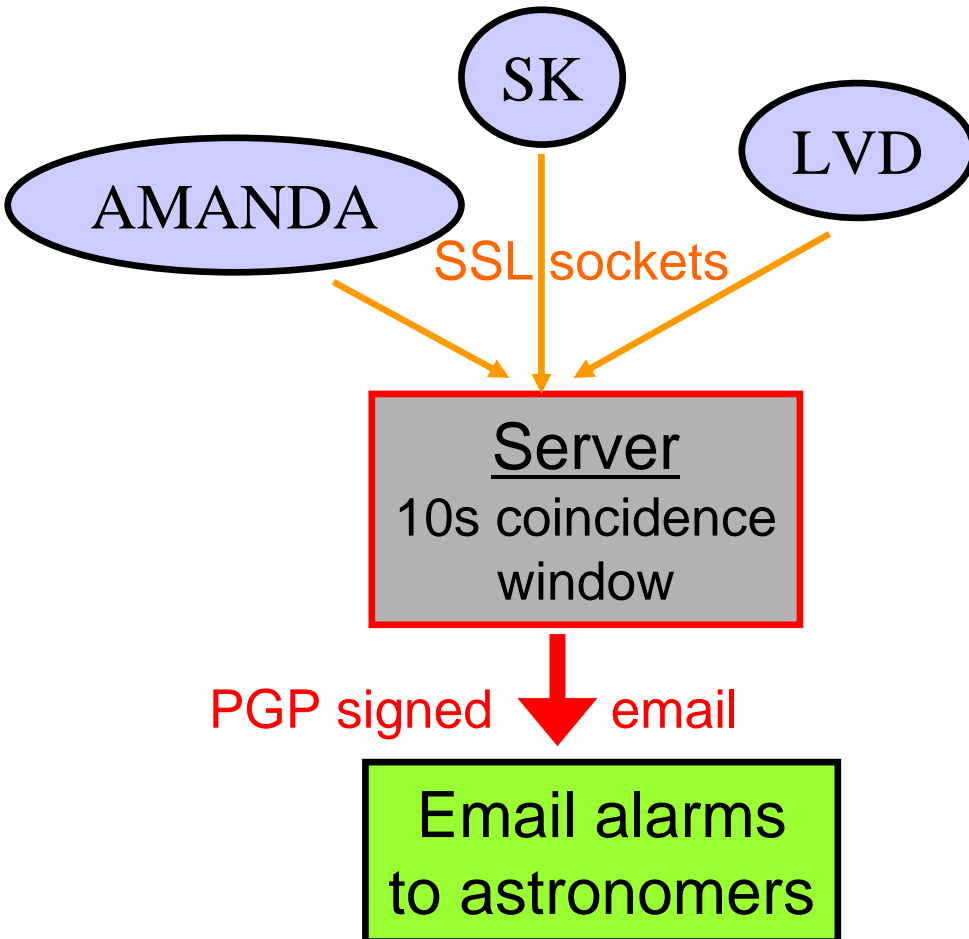 SK
LVD
AMANDA
SSL sockets
Server
10s coincidence
window
PGP signed email
Email alarms
to astronomers